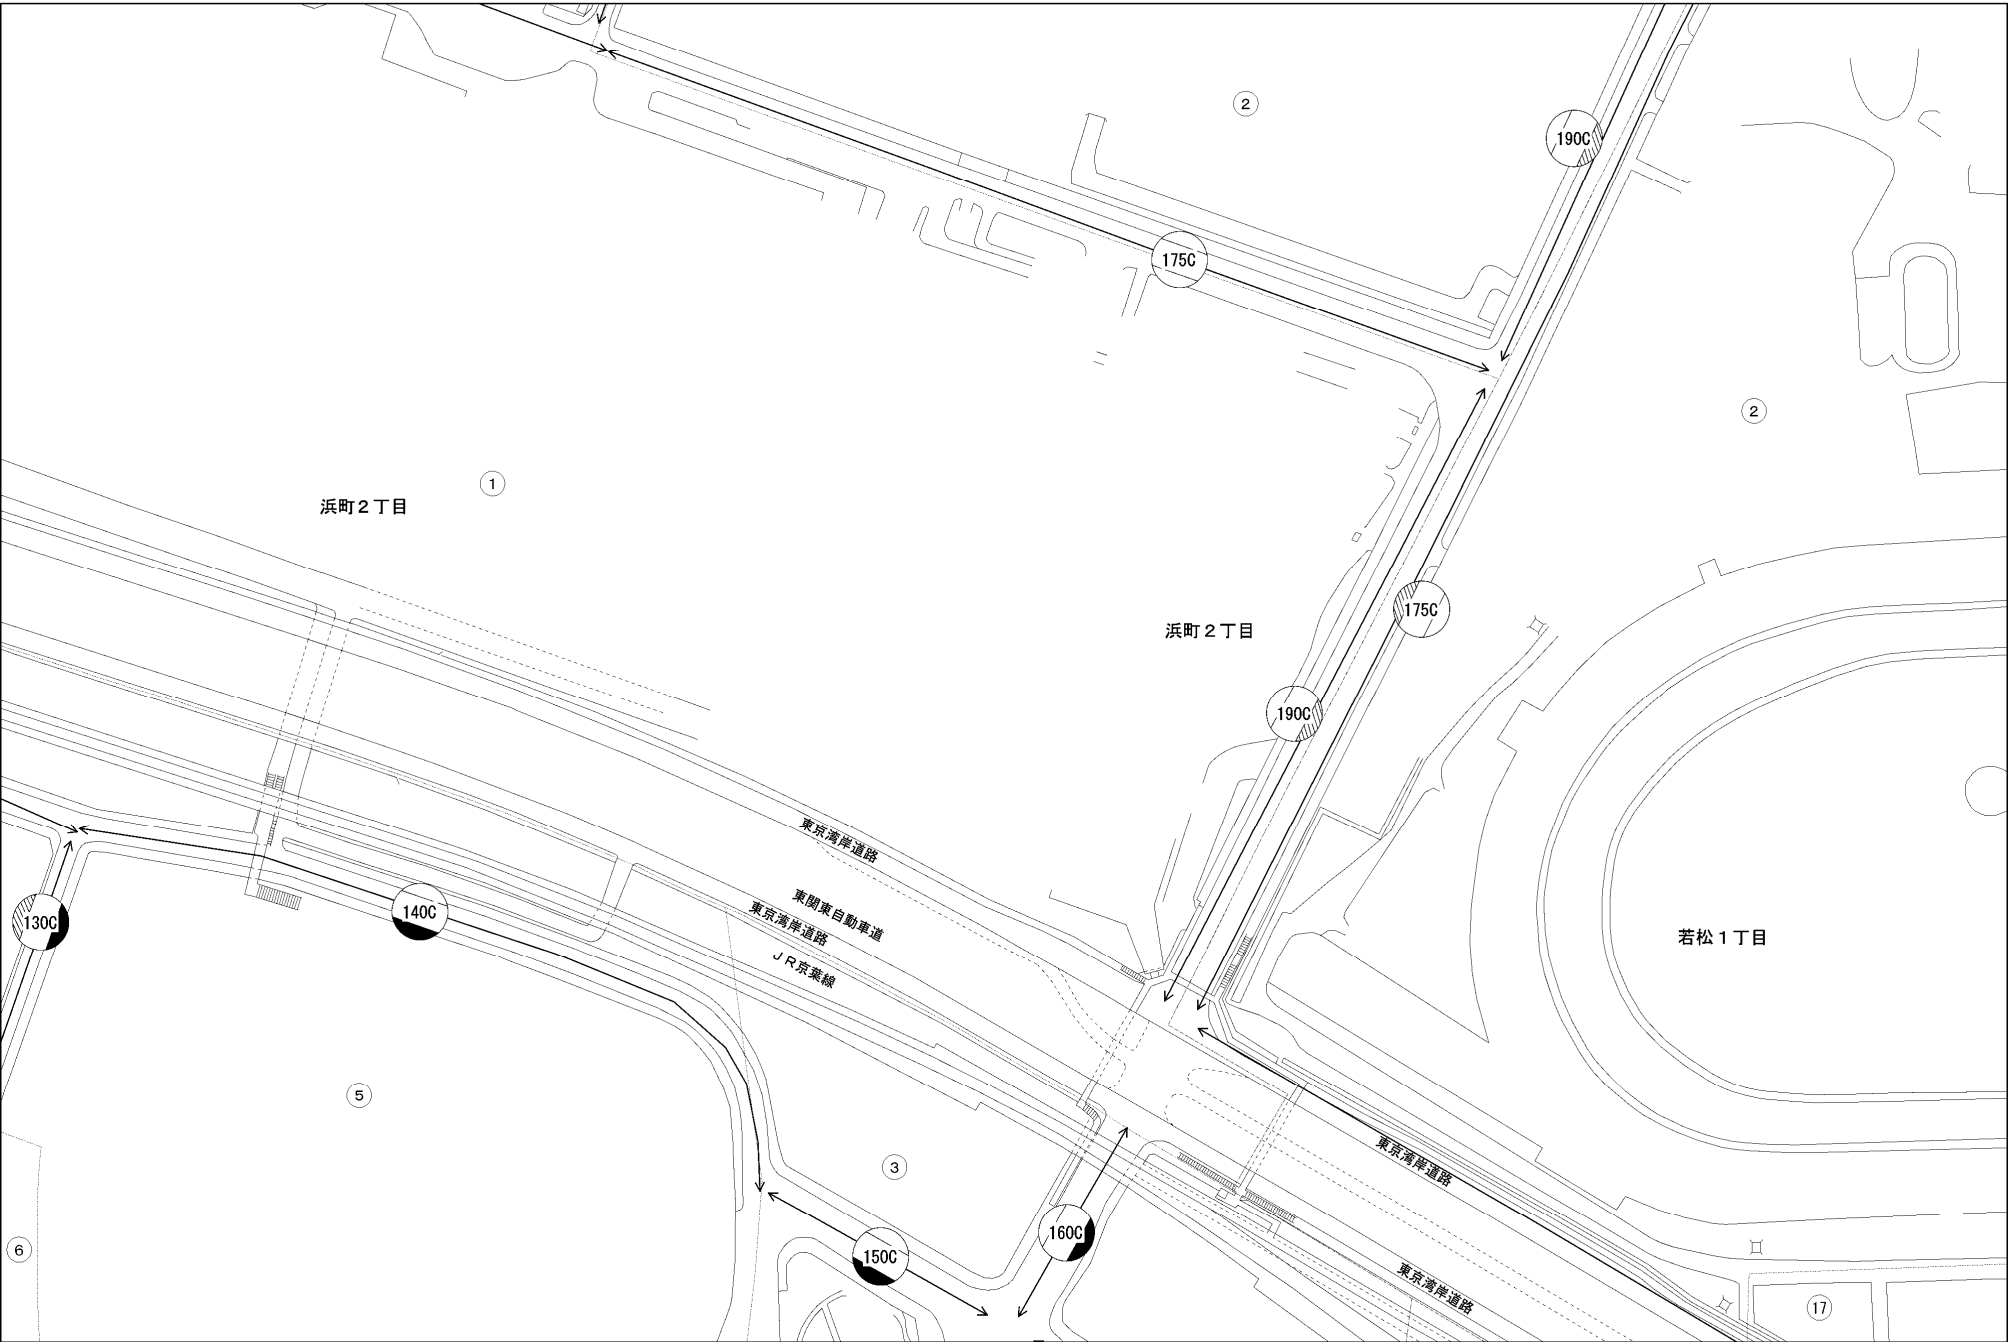 ②
190C
175C
②
①
浜町２丁目
175C
浜町２丁目
190C
東京湾岸道路
東関東自動車道
東京湾岸道路
ＪＲ京葉線
130C
140C
若松１丁目
⑤
③
東京湾岸道路
160C
⑥
150C
東京湾岸道路
⑰